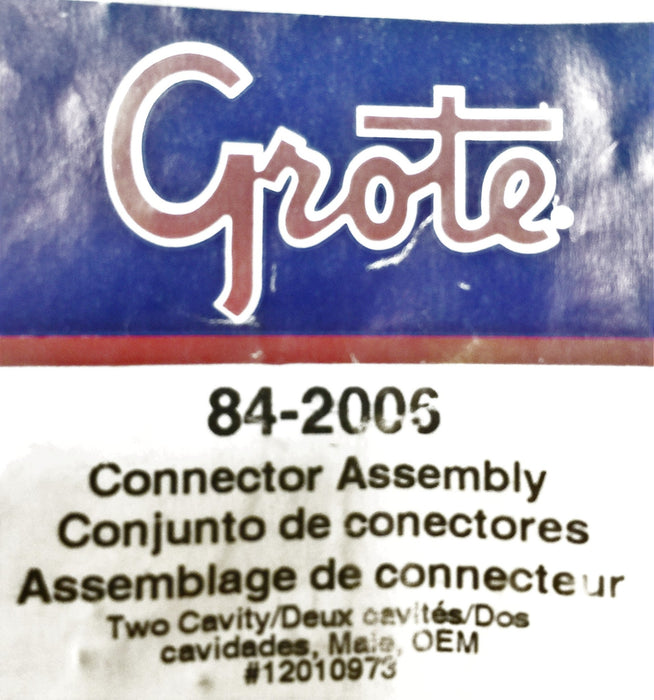 Grote
84-2006
Connector Assembly
Conjunto de conectores
Assemblage de connecteur
Two Cavity/Deux cavités/Dos
cavidades, Male, OEM
#12010973